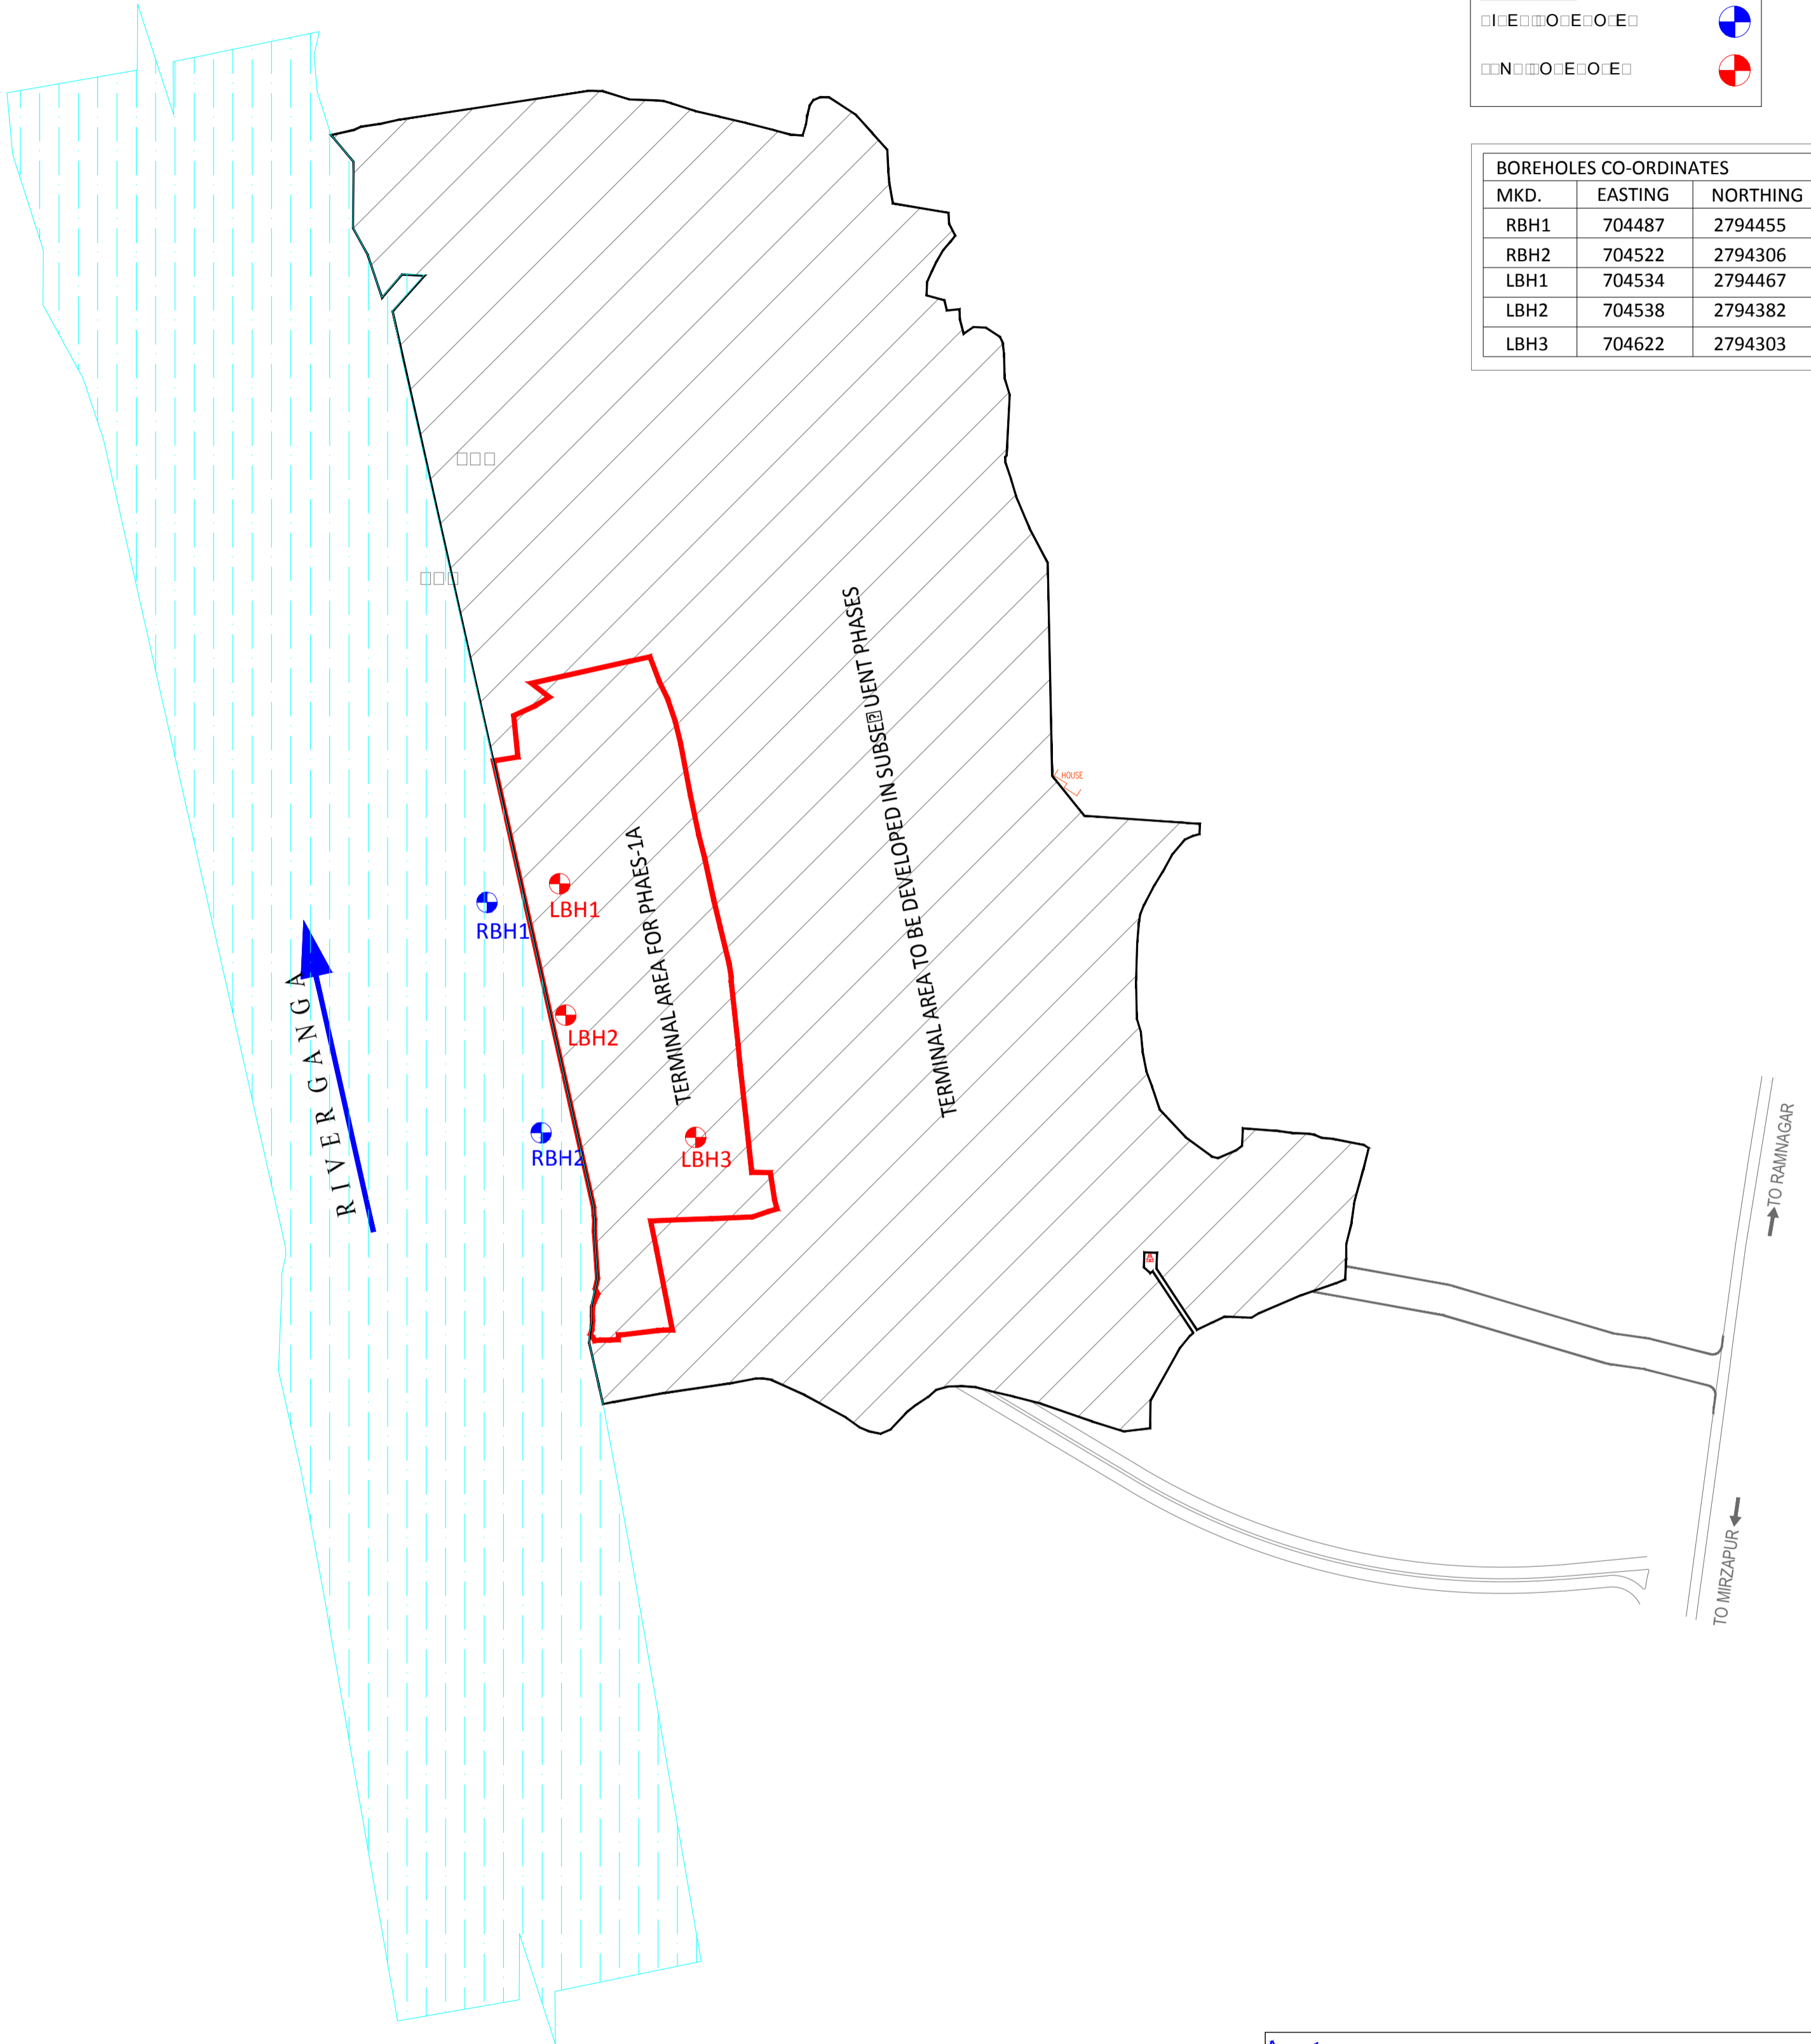 BOREHOLES CO-ORDINATES
MKD. EASTING NORTHING
RBH1 704487 2794455
RBH2 704522 2794306
LBH1 704534 2794467
LBH2 704538 2794382
LBH3 704622 2794303
TERMINAL AREA TO BE DEVELOPED IN SUBSE⍰UENT PHASES
HOUSE
TERMINAL AREA FOR PHAES-1A
LBH1
RBH1
RIVER GANGA
LBH2
RBH2
LBH3
TO RAMNAGAR
TO MIRZAPUR